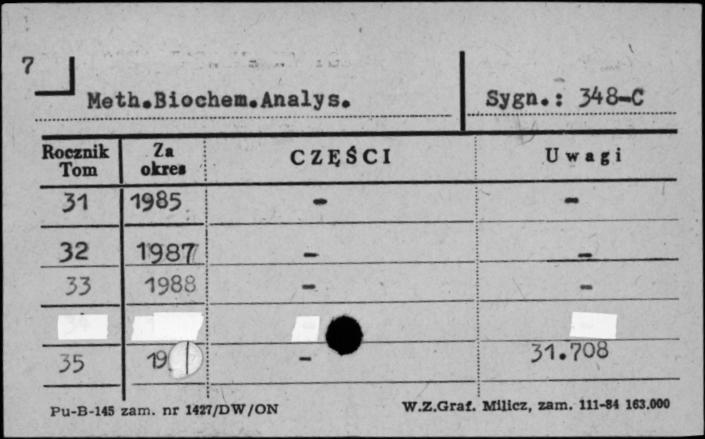 7
Meth.Biochem.Analys. Sygn.: 348-C
Rocznik Tom Za okres CZĘŚCI Uwagi
31 1985 - -
32 1987 - -
33 1988 - -
35 - 31.708
Pu-B-145 zam. nr 1427/DW/ON W.Z.Graf. Milicz, zam. 111-84 163.000